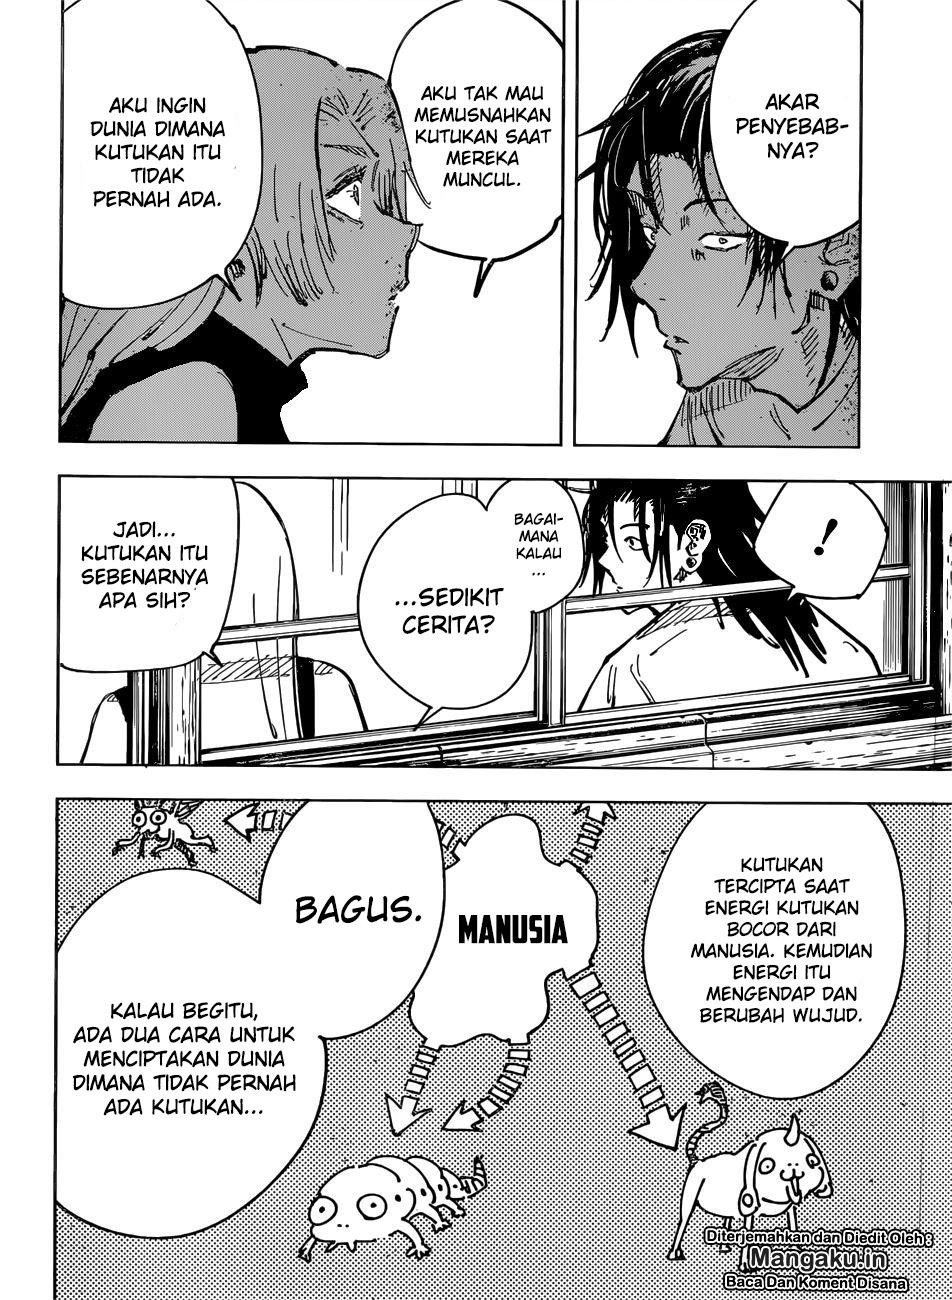 AKAR
PENYEBAB-
NYA?
AKU TAK MAU
MEMUSNAHKAN
KUTUKAN SAAT
MEREKA
MUNCUL.
AKU INGIN
DUNIA DIMANA
KUTUKAN ITU
TIDAK
PERNAH ADA.
!
BAGAI-
MANA
KALAU
...
...SEDIKIT
CERITA?
JADI...
KUTUKAN ITU
SEBENARNYA
APA SIH?
KUTUKAN
TERCIPTA SAAT
ENERGI KUTUKAN
BOCOR DARI
MANUSIA. KEMUDIAN
ENERGI ITU
MENGENDAP DAN
BERUBAH WUJUD.
MANUSIA
BAGUS.
KALAU BEGITU,
ADA DUA CARA UNTUK
MENCIPTAKAN DUNIA
DIMANA TIDAK PERNAH
ADA KUTUKAN...
Diterjemahkan dan Diedit Oleh:
Mangaku.in
Baca Dan Koment Disana